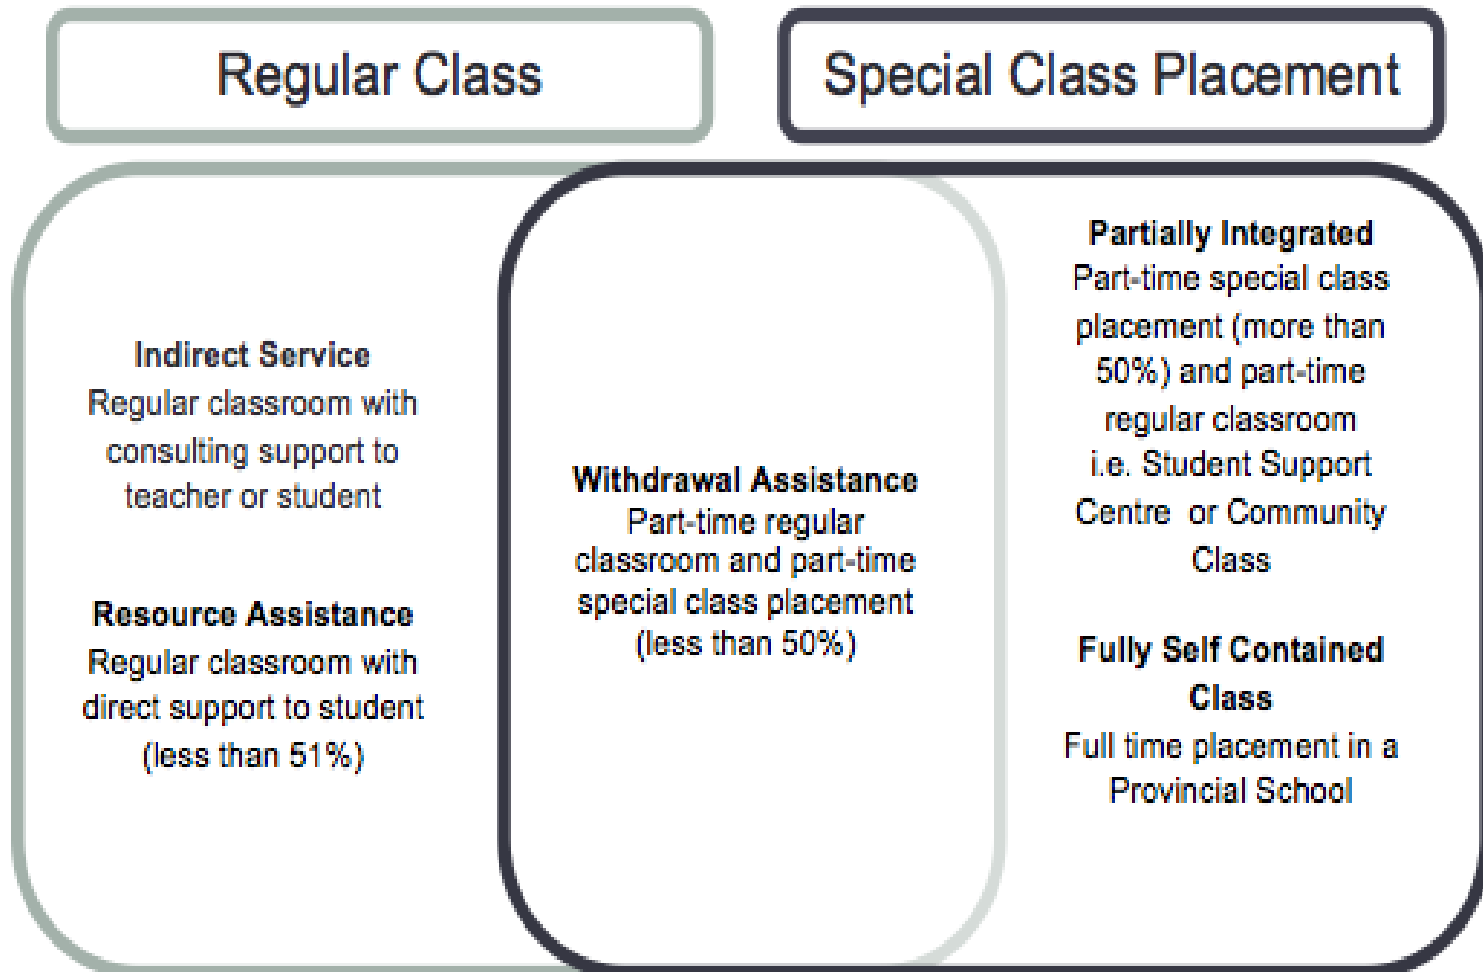 Regular Class
Special Class Placement
Indirect Service
Regular classroom with
consulting support to
teacher or student
Resource Assistance
Regular classroom with
direct support to student
(less than 51%)
Withdrawal Assistance
Part-time regular
classroom and part-time
special class placement
(less than 50%)
Partially Integrated
Part-time special class
placement (more than
50%) and part-time
regular classroom
i.e. Student Support
Centre or Community
Class
Fully Self Contained
Class
Full time placement in a
Provincial School